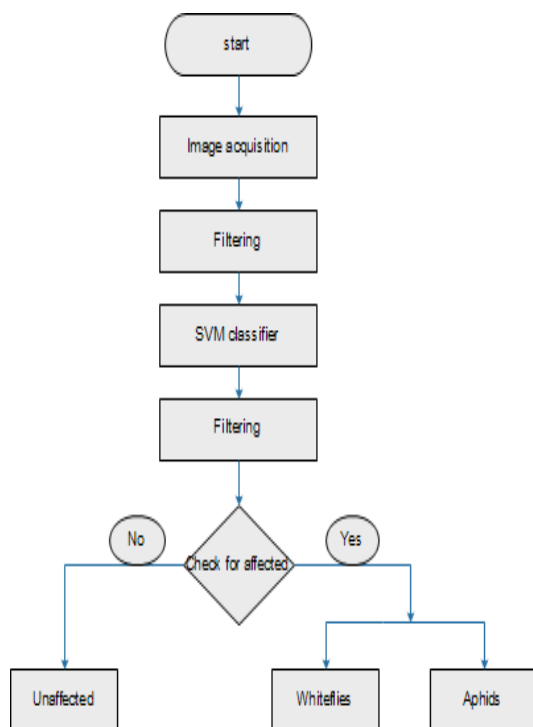 start
Image acquisition
Filtering
SVM classifier
Filtering
No
Yes
Check for affected
Unaffected
Whiteflies
Aphids